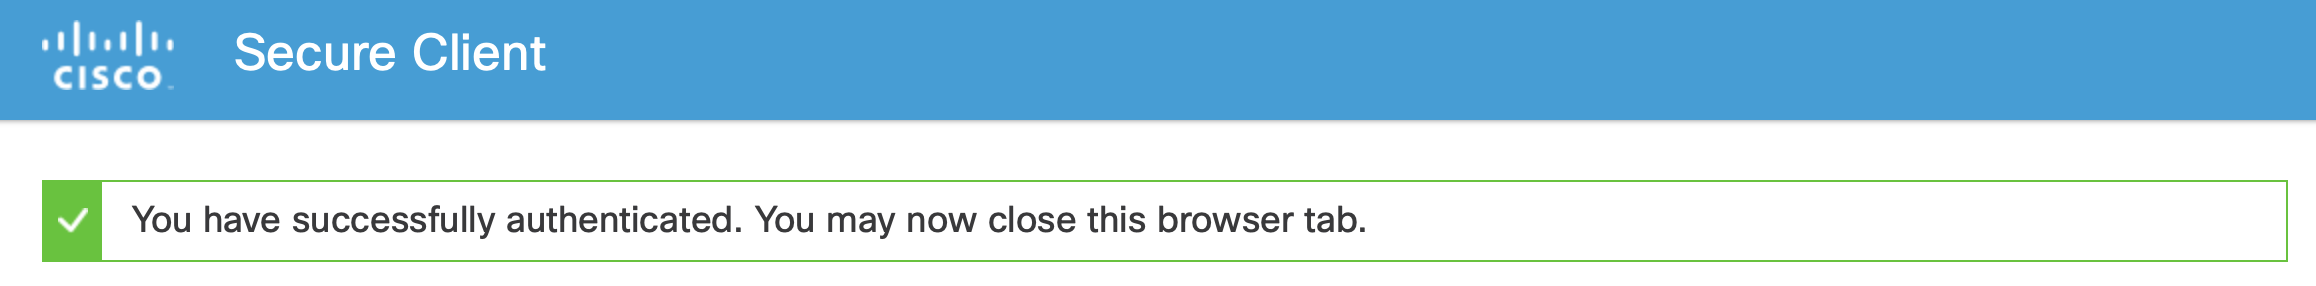 CISCO
Secure Client
You have successfully authenticated. You may now close this browser tab.